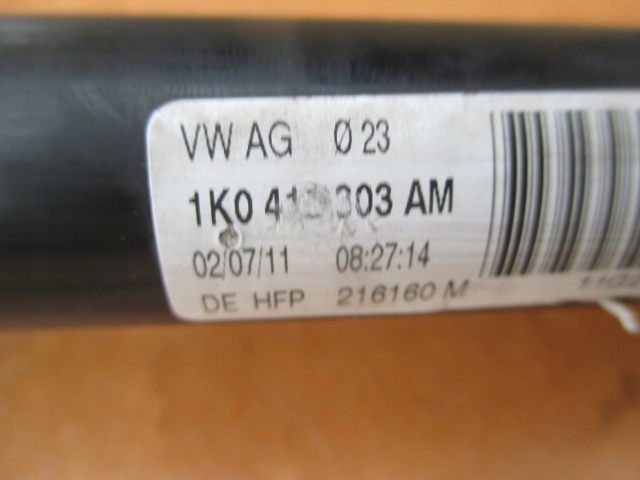 VW AG Ø 23
1K0 303 AM
02/07/11 08:27:14
DE HFP 216160 M